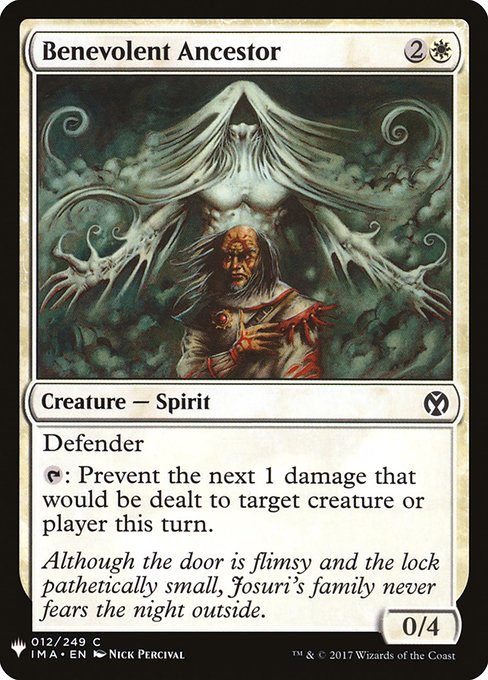 Benevolent Ancestor 2
Creature — Spirit
Defender
: Prevent the next 1 damage that
would be dealt to target creature or
player this turn.
Although the door is flimsy and the lock
pathetically small, Josuri's family never
fears the night outside.
0/4
012/249 C
IMA • EN Nick Percival
™ & © 2017 Wizards of the Coast